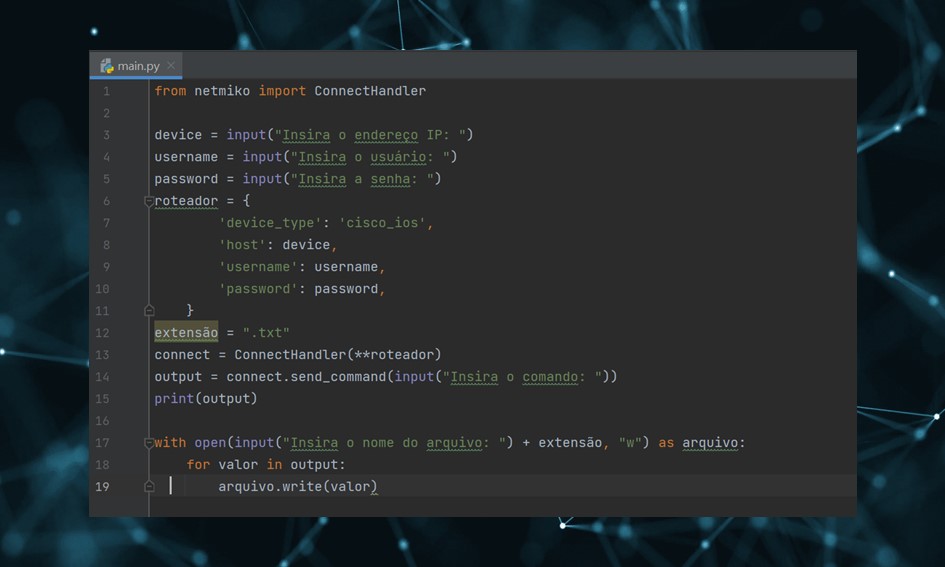 main.py
1 from netmiko import ConnectHandler
2
3 device = input("Insira o endereço IP: ")
4 username = input("Insira o usuário: ")
5 password = input("Insira a senha: ")
6 roteador = {
7 'device_type': 'cisco_ios',
8 'host': device,
9 'username': username,
10 'password': password,
11 }
12 extensão = ".txt"
13 connect = ConnectHandler(**roteador)
14 output = connect.send_command(input("Insira o comando: "))
15 print(output)
16
17 with open(input("Insira o nome do arquivo: ") + extensão, "w") as arquivo:
18 for valor in output:
19 arquivo.write(valor)